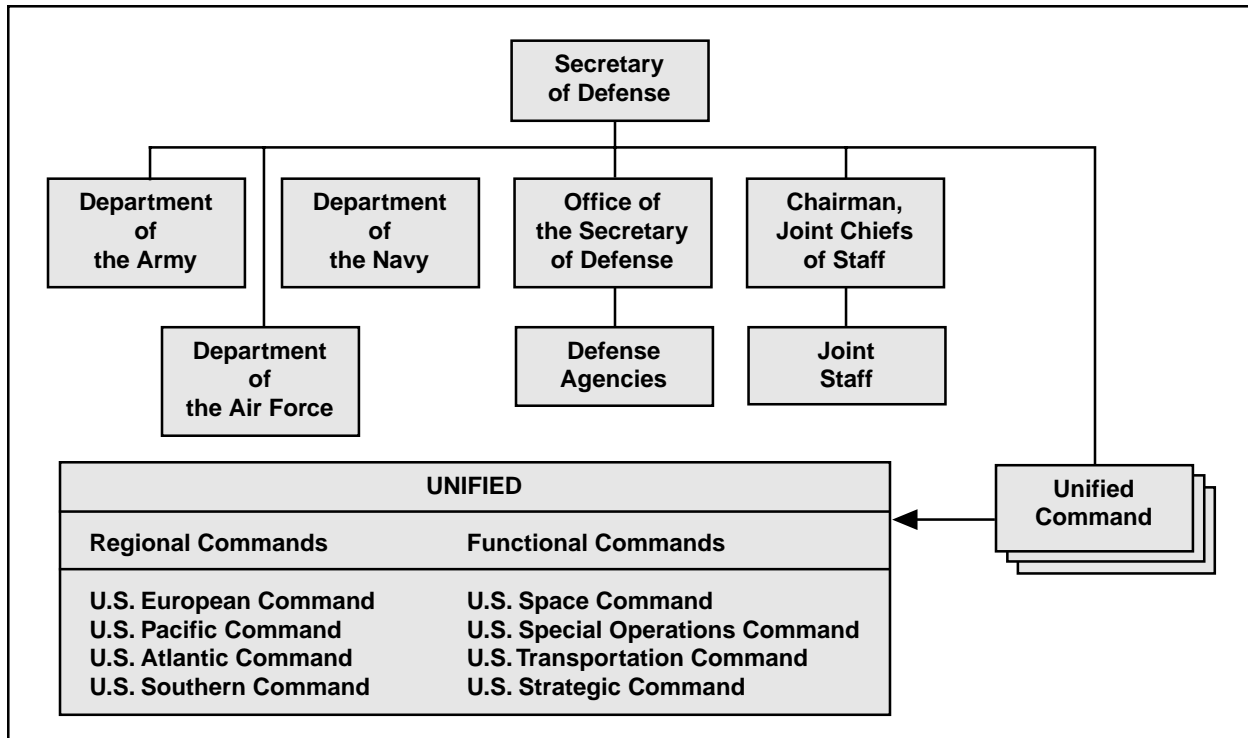 Secretary
of Defense
Department
of
the Army
Department
of
the Navy
Office of
the Secretary
of Defense
Chairman,
Joint Chiefs
of Staff
Department
of
the Air Force
Defense
Agencies
Joint
Staff
Unified
Command
UNIFIED
Regional Commands
Functional Commands
U.S. European Command
U.S. Pacific Command
U.S. Atlantic Command
U.S. Southern Command
U.S. Space Command
U.S. Special Operations Command
U.S. Transportation Command
U.S. Strategic Command